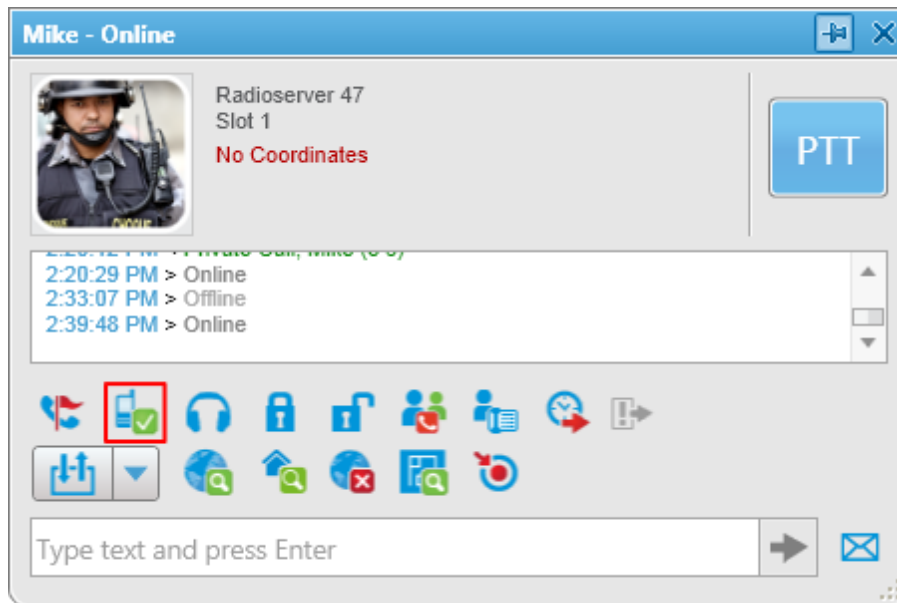 Mike - Online
Radioserver 47
Slot 1
No Coordinates
PTT
2:20:29 PM > Online
2:33:07 PM > Offline
2:39:48 PM > Online
Type text and press Enter